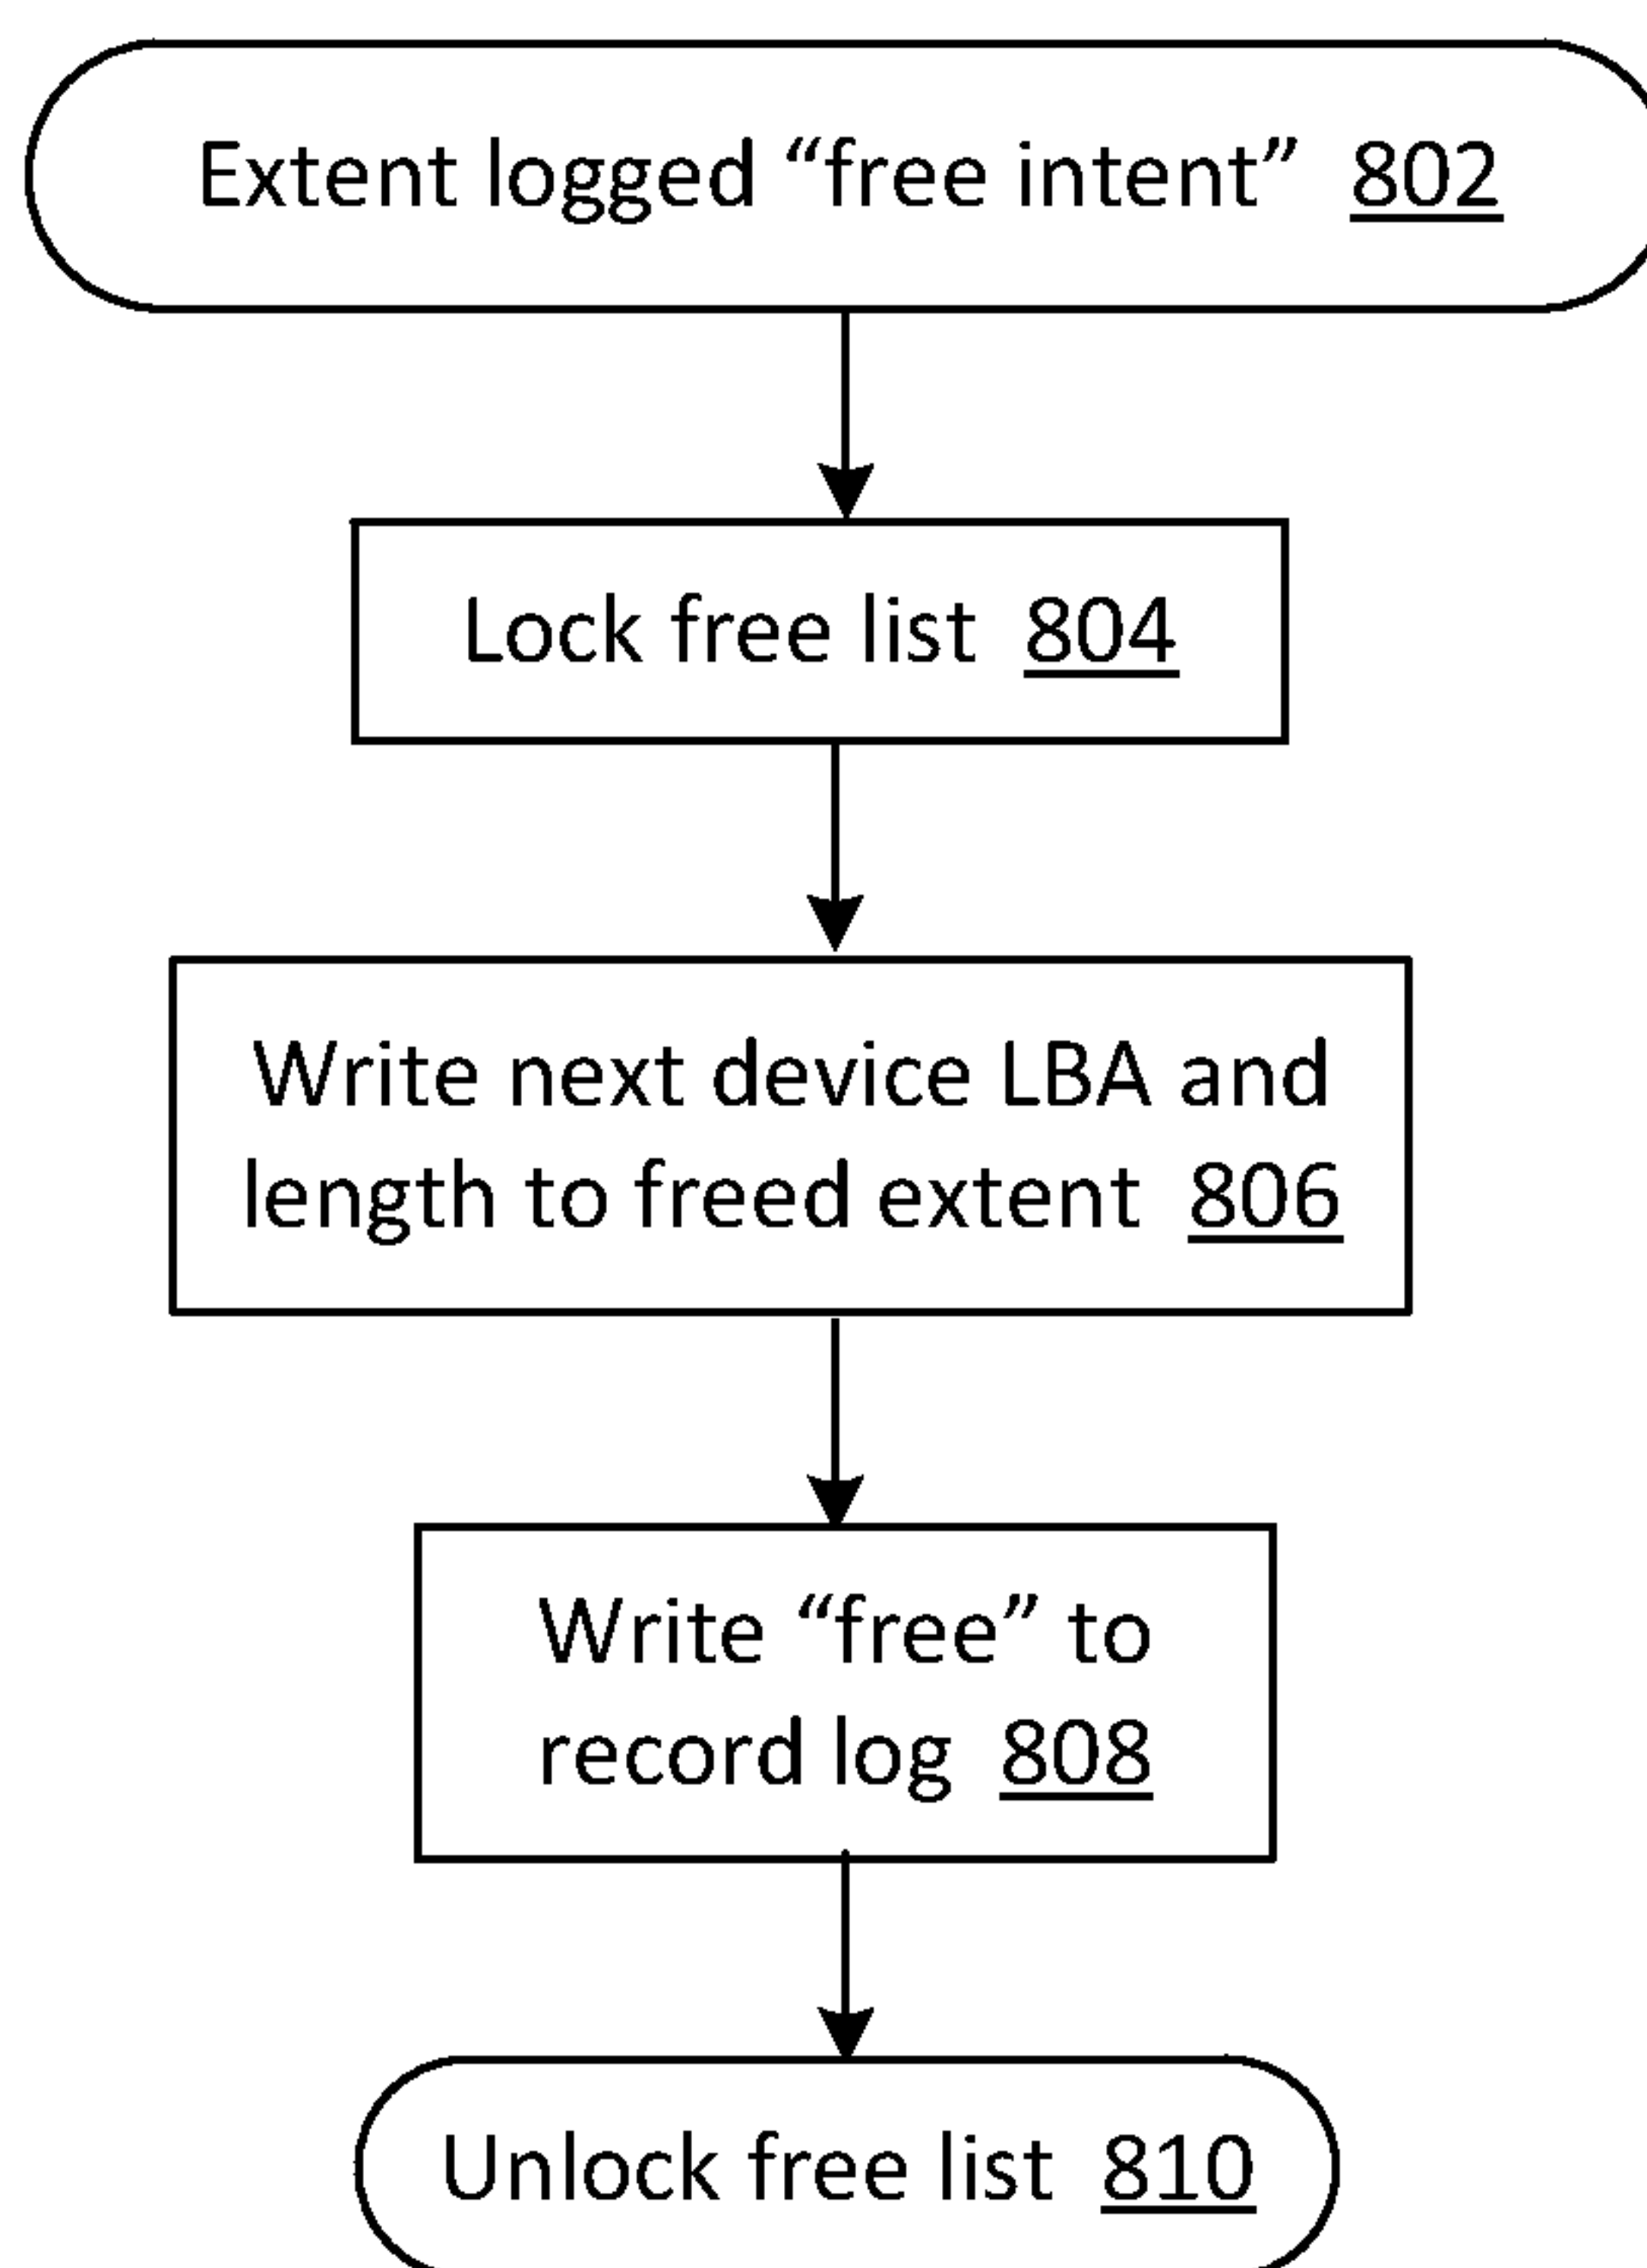 Extent logged “free intent” 802
Lock free list 804
Write next device LBA and
length to freed extent 806
Write “free” to
record log 808
Unlock free list 810